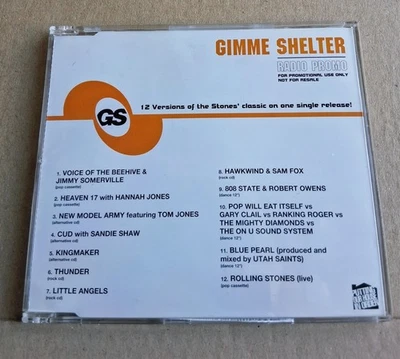 GIMME SHELTER
RADIO PROMO
FOR PROMOTIONAL USE ONLY
NOT FOR RESALE
GS
12 Versions of the Stones' classic on one single release!
1. VOICE OF THE BEEHIVE &
JIMMY SOMERVILLE
(pop cassette)
2. HEAVEN 17 with HANNAH JONES
(pop cassette)
3. NEW MODEL ARMY featuring TOM JONES
(alternative cd)
4. CUD with SANDIE SHAW
(alternative cd)
5. KINGMAKER
(alternative cd)
6. THUNDER
(rock cd)
7. LITTLE ANGELS
(rock cd)
8. HAWKWIND & SAM FOX
(rock cd)
9. 808 STATE & ROBERT OWENS
(dance 12")
10. POP WILL EAT ITSELF vs
GARY CLAIL vs RANKING ROGER vs
THE MIGHTY DIAMONDS vs
THE ON U SOUND SYSTEM
(dance 12")
11. BLUE PEARL (produced and
mixed by UTAH SAINTS)
(dance 12")
12. ROLLING STONES (live)
(pop cassette)